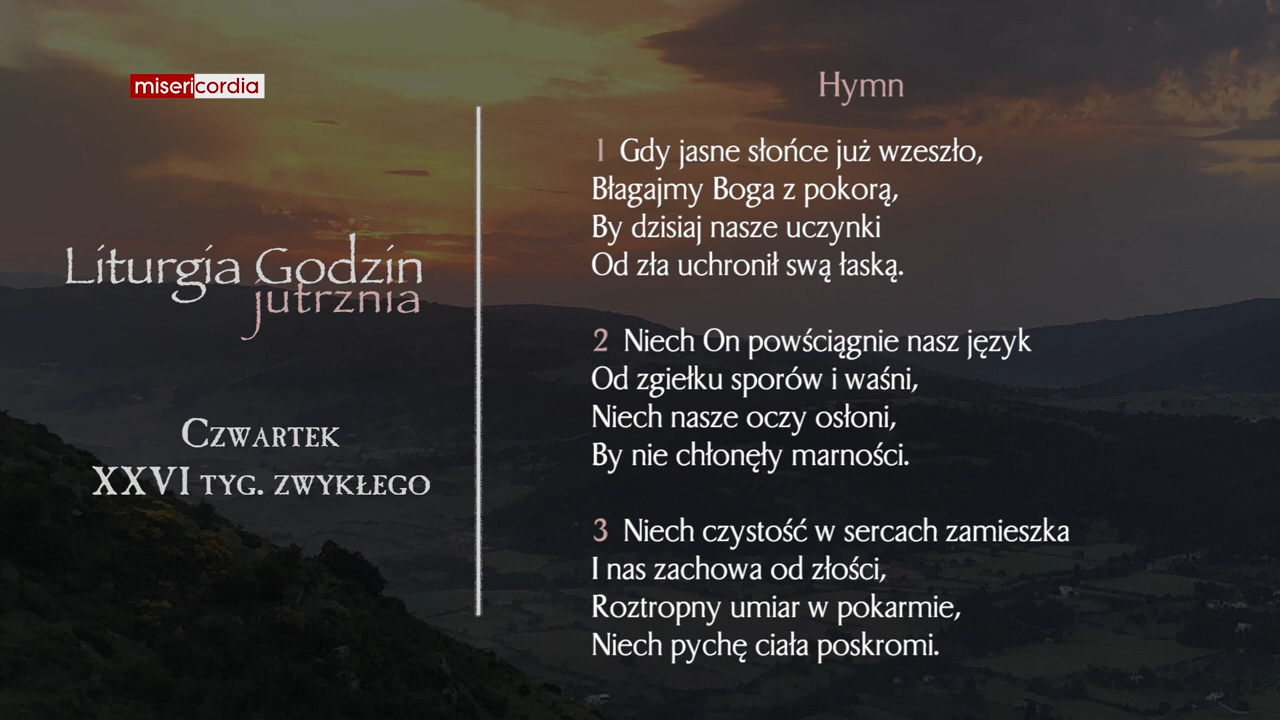 misericordia
Liturgia Godzin
jutrznia
Czwartek
XXVI tyg. zwykłego
Hymn
1 Gdy jasne słońce już wzeszło,
Błagajmy Boga z pokorą,
By dzisiaj nasze uczynki
Od zła uchronił swą łaską.
2 Niech On powściągnie nasz język
Od zgiełku sporów i waśni,
Niech nasze oczy osłoni,
By nie chłonęły marności.
3 Niech czystość w sercach zamieszka
I nas zachowa od złości,
Roztropny umiar w pokarmie,
Niech pychę ciała poskromi.